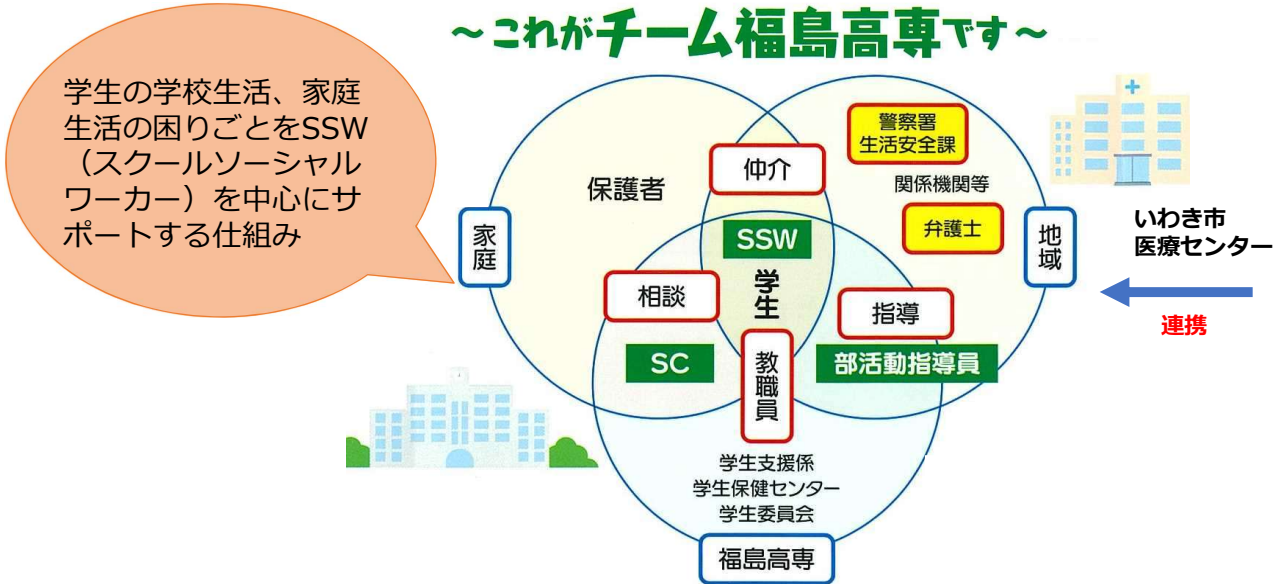 ～これがチーム福島高専です～
学生の学校生活、家庭
生活の困りごとをSSW
（スクールソーシャル
ワーカー）を中心にサ
ポートする仕組み
家庭
保護者
仲介
SSW
学生
相談
SC
教職員
警察署
生活安全課
関係機関等
弁護士
地域
指導
部活動指導員
学生支援係
学生保健センター
学生委員会
福島高専
いわき市
医療センター
連携